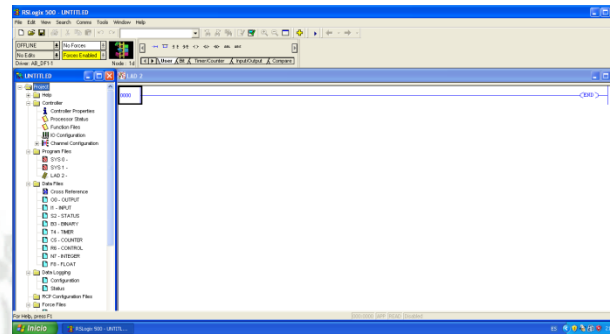 RSLogix 500 - UNTITLED
File Edit View Search Comms Tools Window Help
OFFLINE No Forces
No Edits Forces Enabled
Driver: AB_DF1-1 Node: 1d
User Bit Timer/Counter Input/Output Compare
UNTITLED
LAD 2
Project
Help
Controller
Controller Properties
Processor Status
Function Files
IO Configuration
Channel Configuration
Program Files
SYS 0 -
SYS 1 -
LAD 2 -
Data Files
Cross Reference
O0 - OUTPUT
I1 - INPUT
S2 - STATUS
B3 - BINARY
T4 - TIMER
C5 - COUNTER
R6 - CONTROL
N7 - INTEGER
F8 - FLOAT
Data Logging
Configuration
Status
RCP Configuration Files
Force Files
0000
END
For Help, press F1
Inicio
RSLogix 500 - UNTITL...